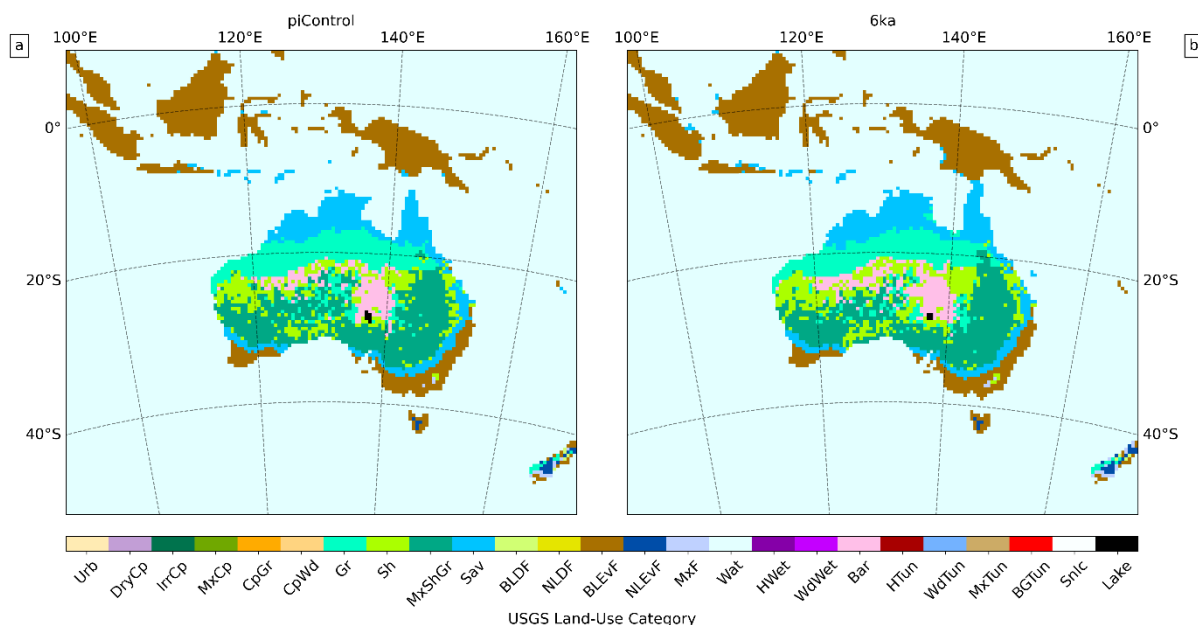 piControl
6ka
a
100°E 120°E 140°E 160°E
100°E 120°E 140°E 160°E
b
0°
0°
20°S
20°S
40°S
40°S
Urb DryCp IrrCp MxCp CpGr CpWd Gr Sh MxShGr Sav BLDF NLDF BLEvF NLEvF MxF Wat HWet WdWet Bar HTun WdTun MxTun BGTun SnIc Lake
USGS Land-Use Category